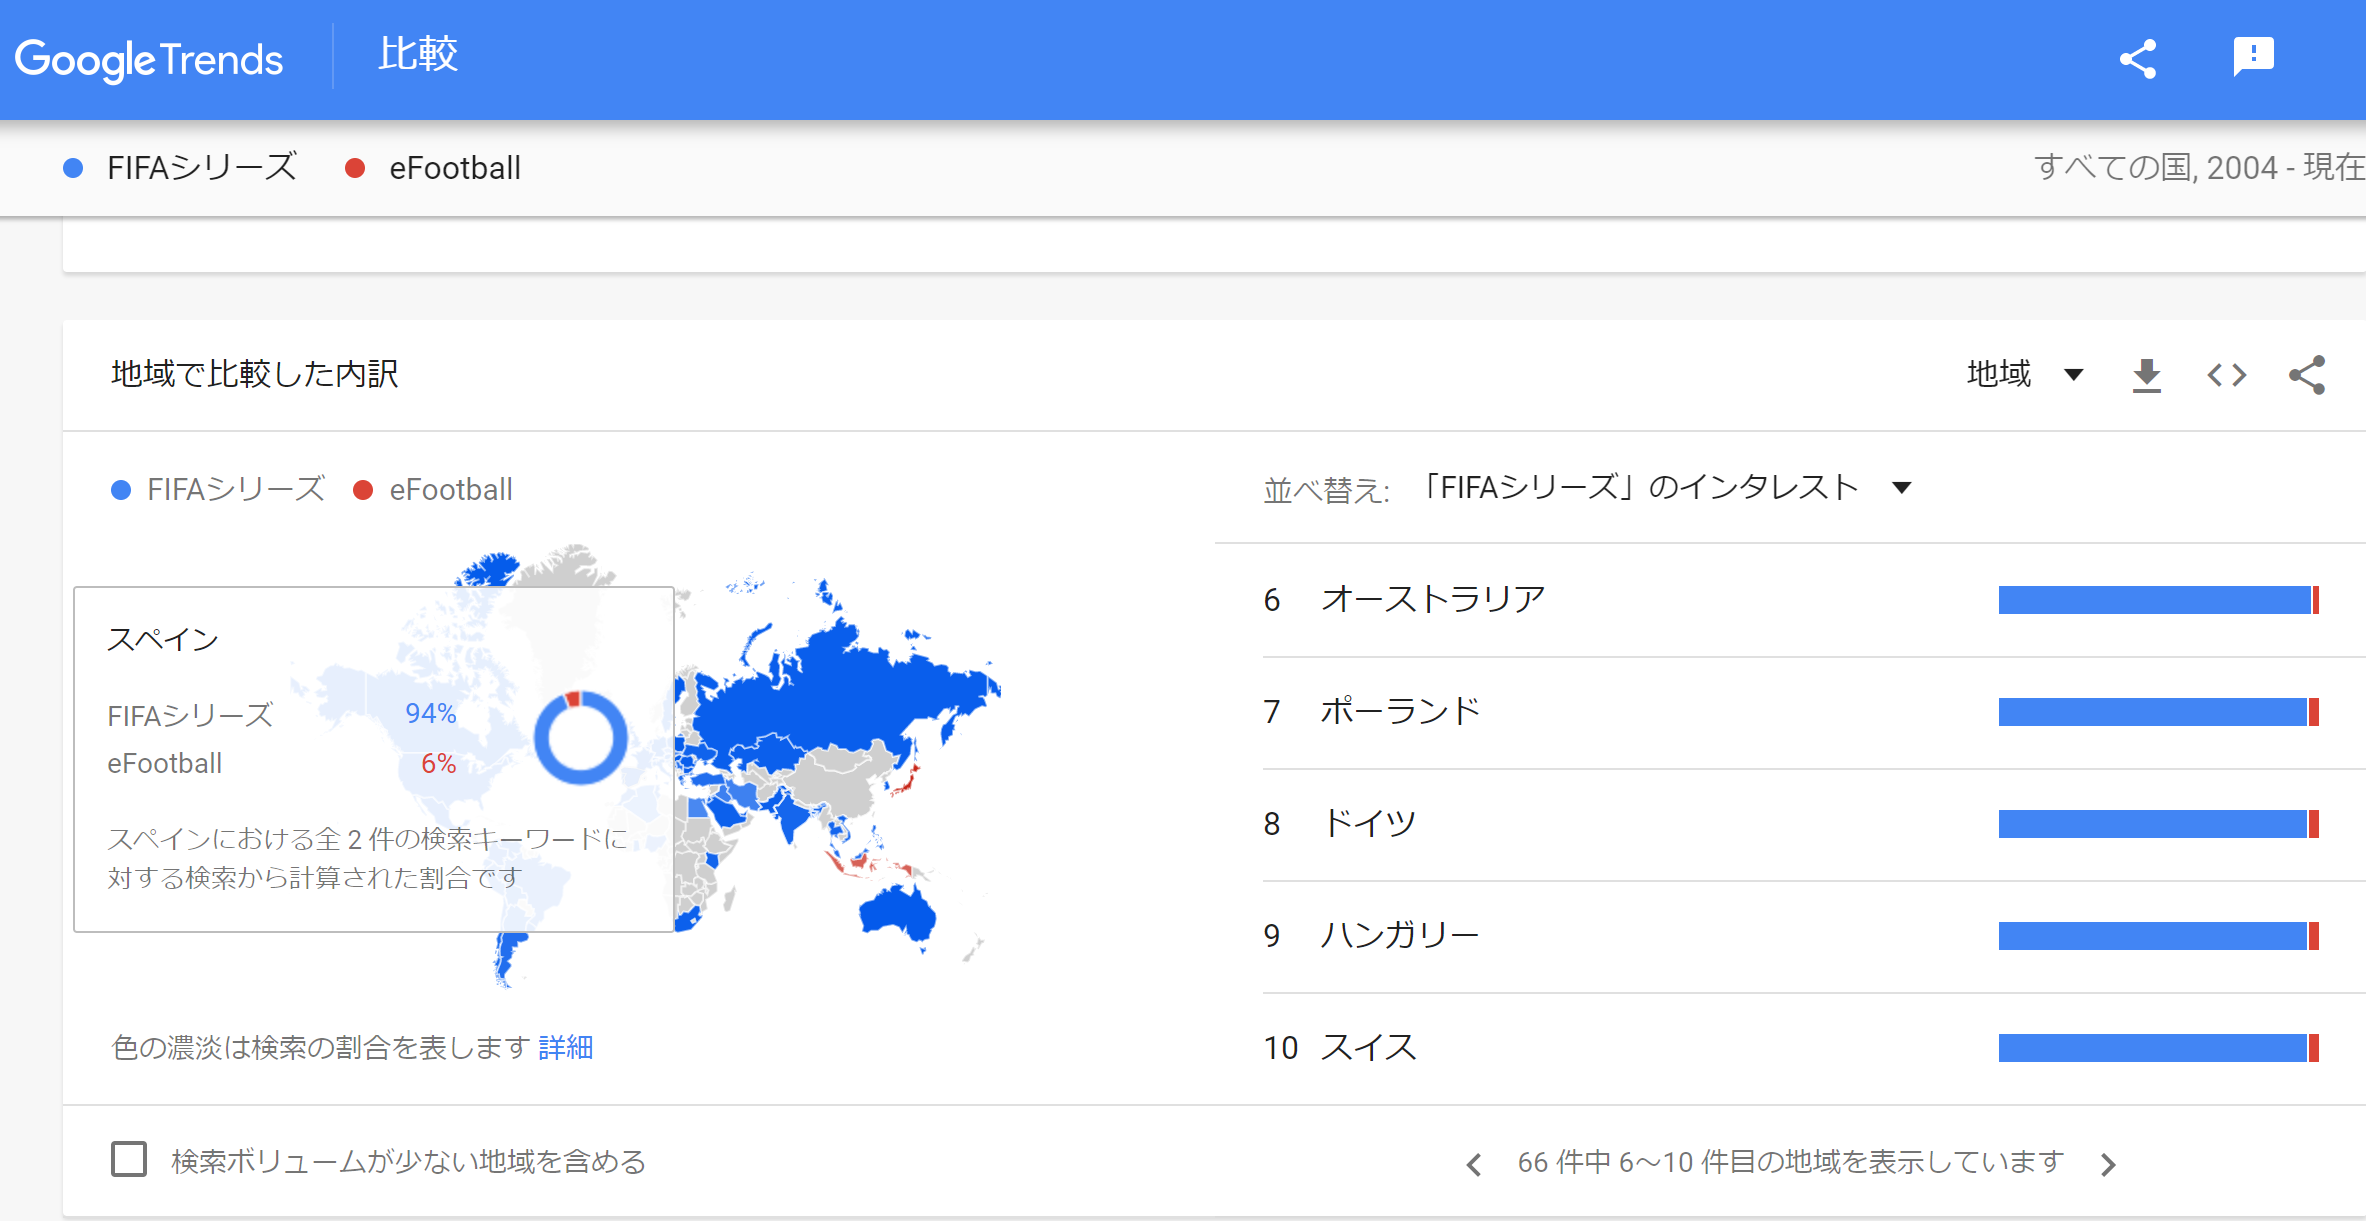 Google Trends 比較
FIFAシリーズ eFootball すべての国, 2004 - 現在
地域で比較した内訳 地域
FIFAシリーズ eFootball
並べ替え: 「FIFAシリーズ」のインタレスト
スペイン
FIFAシリーズ 94%
eFootball 6%
スペインにおける全 2 件の検索キーワードに
対する検索から計算された割合です
色の濃淡は検索の割合を表します 詳細
6 オーストラリア
7 ポーランド
8 ドイツ
9 ハンガリー
10 スイス
検索ボリュームが少ない地域を含める
66 件中 6～10 件目の地域を表示しています